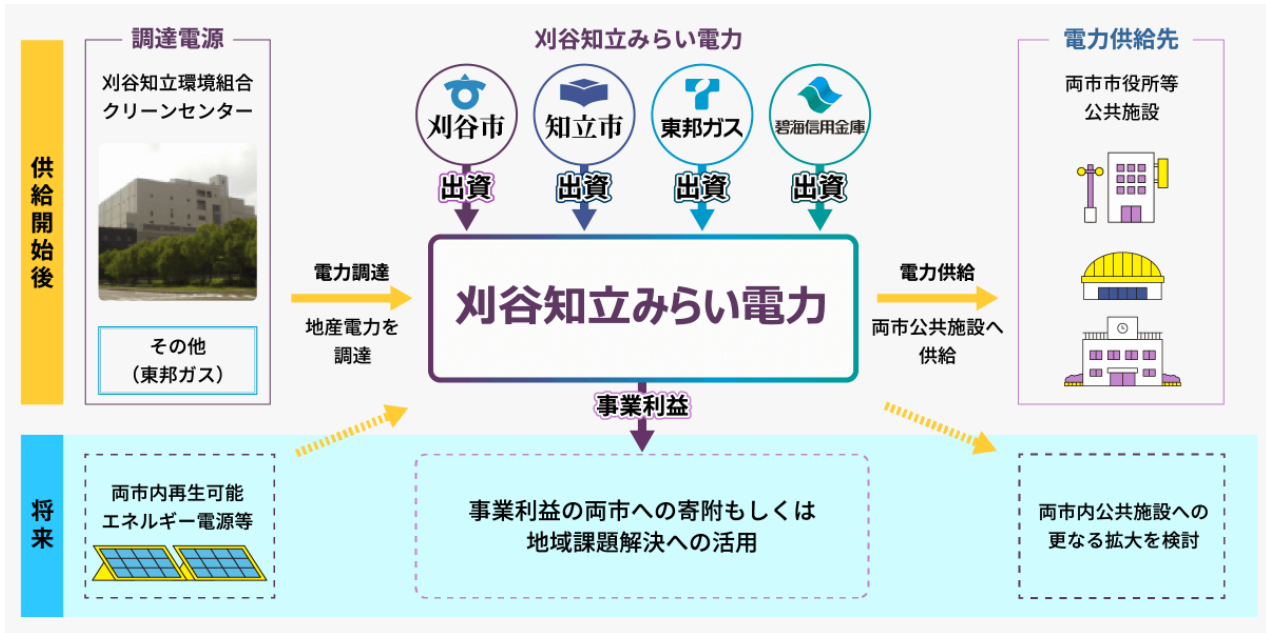 供給開始後
調達電源
刈谷知立環境組合
クリーンセンター
その他
（東邦ガス）
電力調達
地産電力を
調達
刈谷知立みらい電力
刈谷市
知立市
東邦ガス
碧海信用金庫
出資
出資
出資
出資
刈谷知立みらい電力
事業利益
電力供給
両市公共施設へ
供給
電力供給先
両市市役所等
公共施設
将来
両市内再生可能
エネルギー電源等
事業利益の両市への寄附もしくは
地域課題解決への活用
両市内公共施設への
更なる拡大を検討